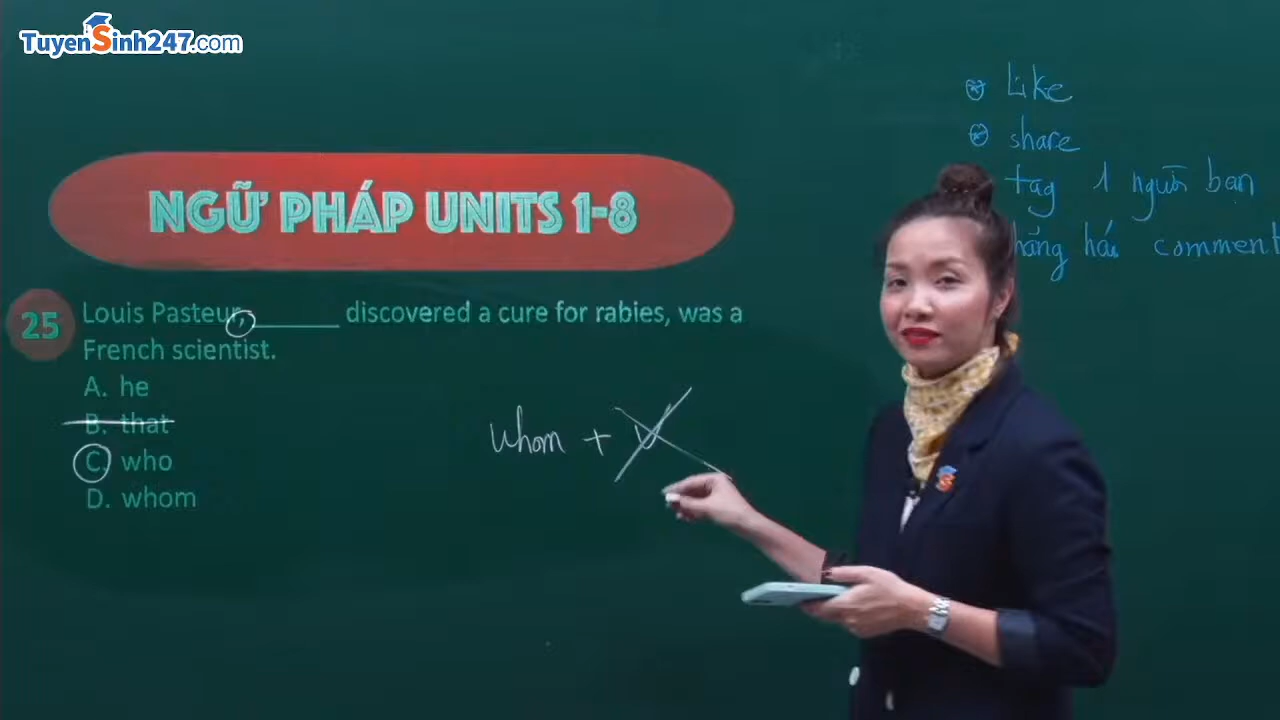 TuyenSinh247.com
Like
share
tag 1 người bạn
hăng hái comment
NGỮ PHÁP UNITS 1-8
25
Louis Pasteur, ________ discovered a cure for rabies, was a
French scientist.
A. he
B. that
C. who
D. whom
whom + V